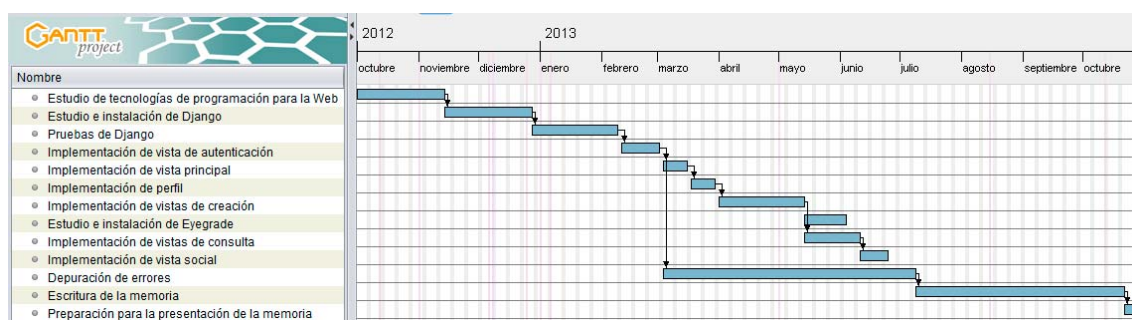 GANTT
project
2012
2013
octubre noviembre diciembre enero febrero marzo abril mayo junio julio agosto septiembre octubre
Nombre
Estudio de tecnologías de programación para la Web
Estudio e instalación de Django
Pruebas de Django
Implementación de vista de autenticación
Implementación de vista principal
Implementación de perfil
Implementación de vistas de creación
Estudio e instalación de Eyegrade
Implementación de vistas de consulta
Implementación de vista social
Depuración de errores
Escritura de la memoria
Preparación para la presentación de la memoria